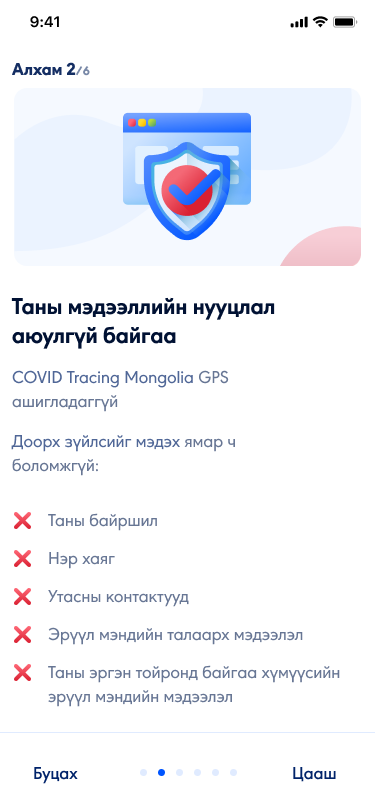 9:41
Алхам 2/6
Таны мэдээллийн нууцлал
аюулгүй байгаа
COVID Tracing Mongolia GPS
ашигладаггүй
Доорх зүйлсийг мэдэх ямар ч
боломжгүй:
Таны байршил
Нэр хаяг
Утасны контактууд
Эрүүл мэндийн талаарх мэдээлэл
Таны эргэн тойронд байгаа хүмүүсийн
эрүүл мэндийн мэдээлэл
Буцах
Цааш